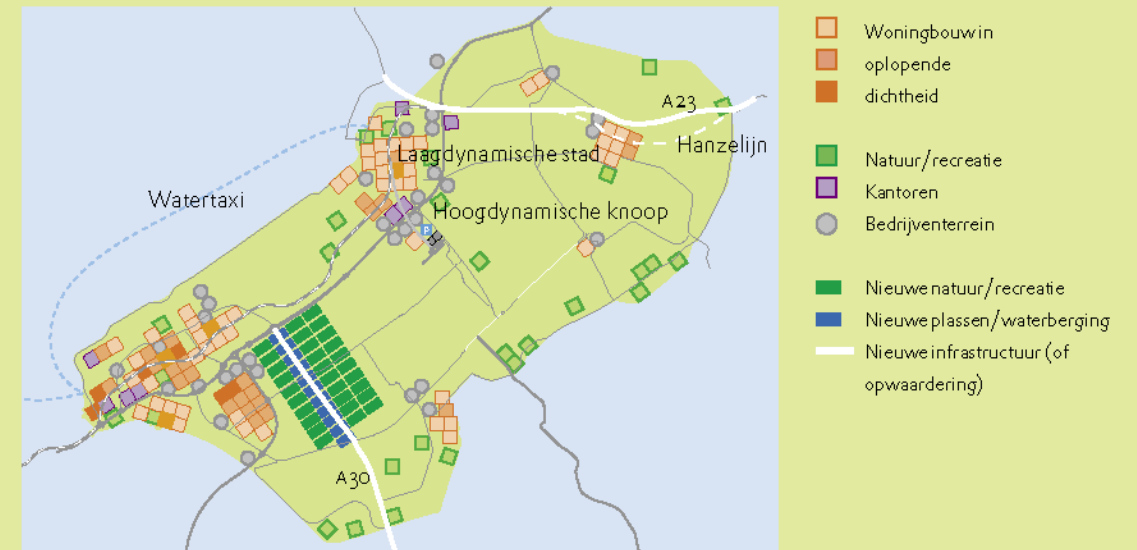 A23
Hanzelijn
Laagdynamische stad
Watertaxi
Hoogdynamische knoop
P
A30
Woningbouw in
oplopende
dichtheid
Natuur/recreatie
Kantoren
Bedrijventerrein
Nieuwe natuur/recreatie
Nieuwe plassen/waterberging
Nieuwe infrastructuur (of
opwaardering)